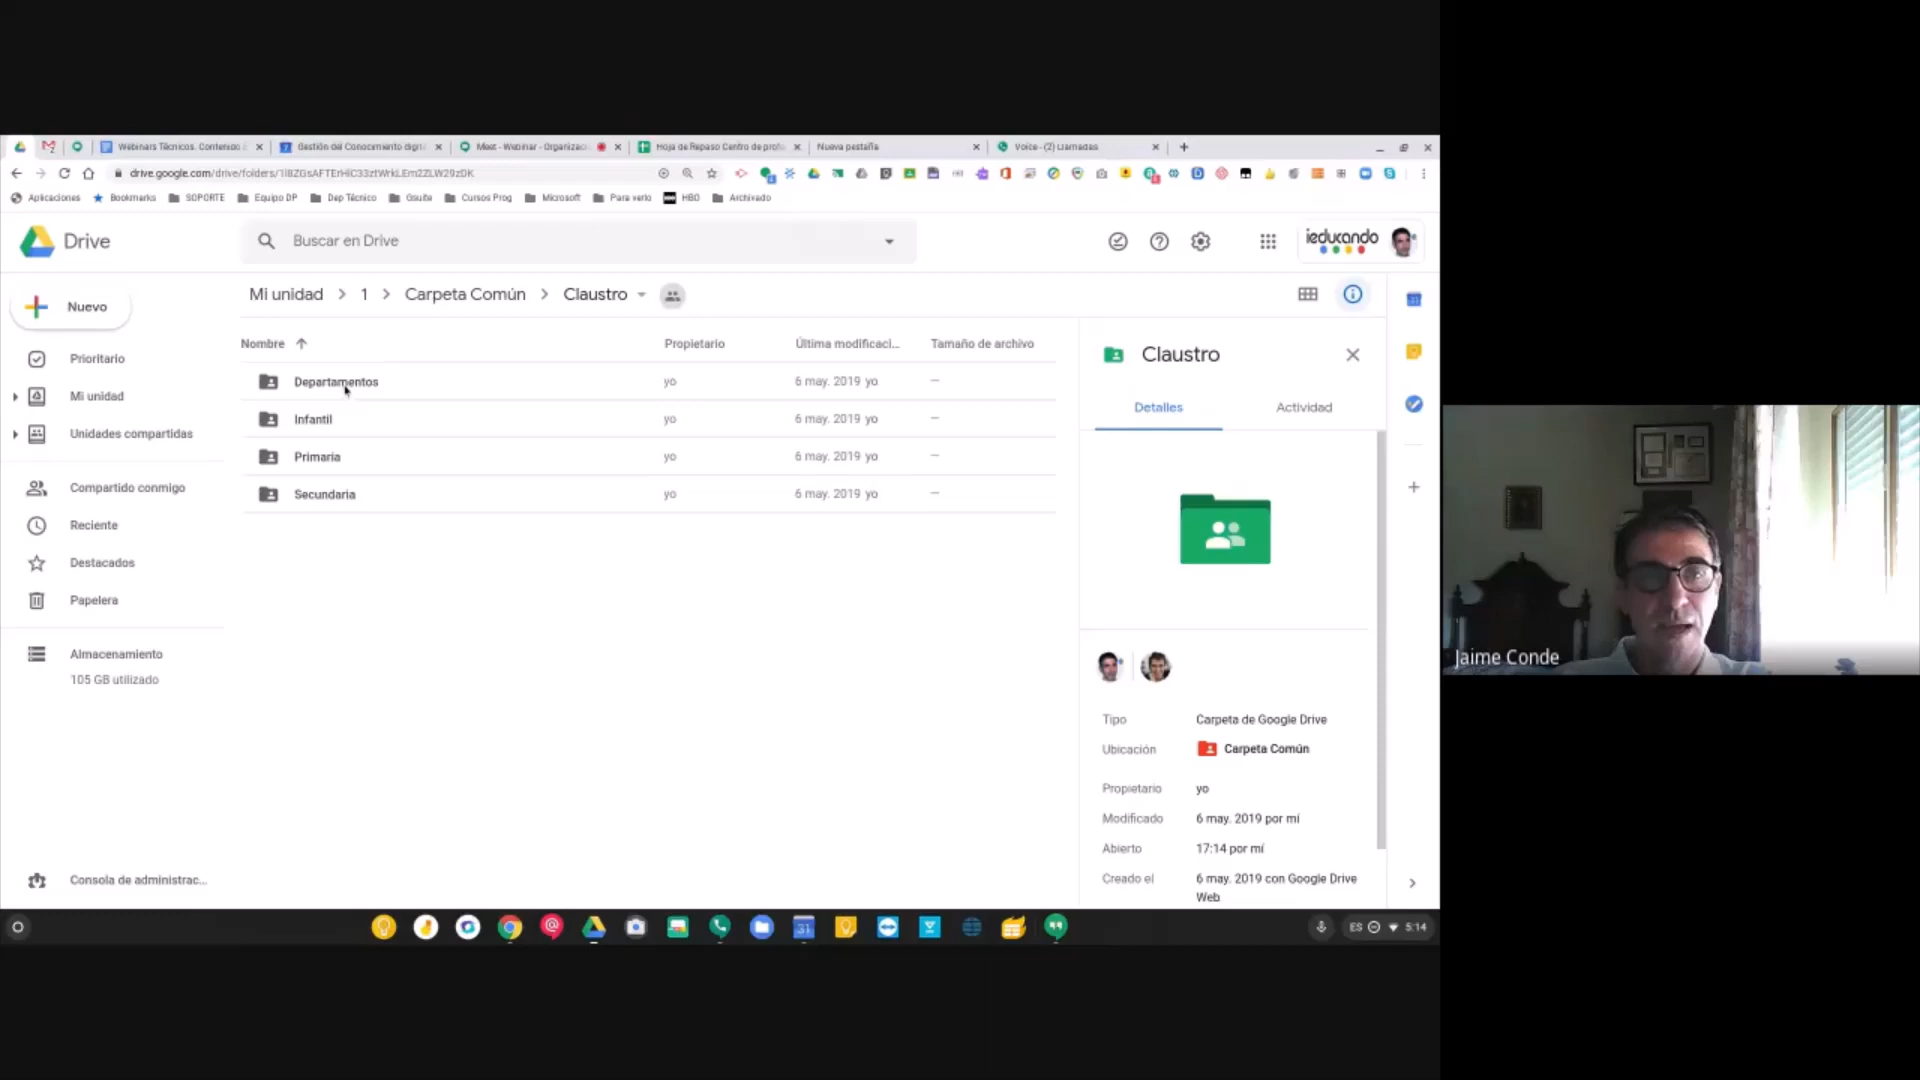 Webinars Técnicos. Contenido
Gestión del Conocimiento digit
Meet - Webinar - Organizac
Hoja de Repaso Centro de profe
Nueva pestaña
Voice - (2) Llamadas
drive.google.com/drive/folders/
Aplicaciones
Bookmarks
SOPORTE
Equipo DP
Dep Técnico
Gsuite
Cursos Prog
Microsoft
Para verlo
HBO
Archivado
Drive
Buscar en Drive
ieducando
Nuevo
Mi unidad > 1 > Carpeta Común > Claustro
Nombre
Propietario
Última modificaci...
Tamaño de archivo
Departamentos yo 6 may. 2019 yo —
Infantil yo 6 may. 2019 yo —
Primaria yo 6 may. 2019 yo —
Secundaria yo 6 may. 2019 yo —
Prioritario
Mi unidad
Unidades compartidas
Compartido conmigo
Reciente
Destacados
Papelera
Almacenamiento
105 GB utilizado
Consola de administrac...
Claustro
Detalles
Actividad
Tipo Carpeta de Google Drive
Ubicación Carpeta Común
Propietario yo
Modificado 6 may. 2019 por mí
Abierto 17:14 por mí
Creado el 6 may. 2019 con Google Drive
Web
31
ES 5:14
Jaime Conde